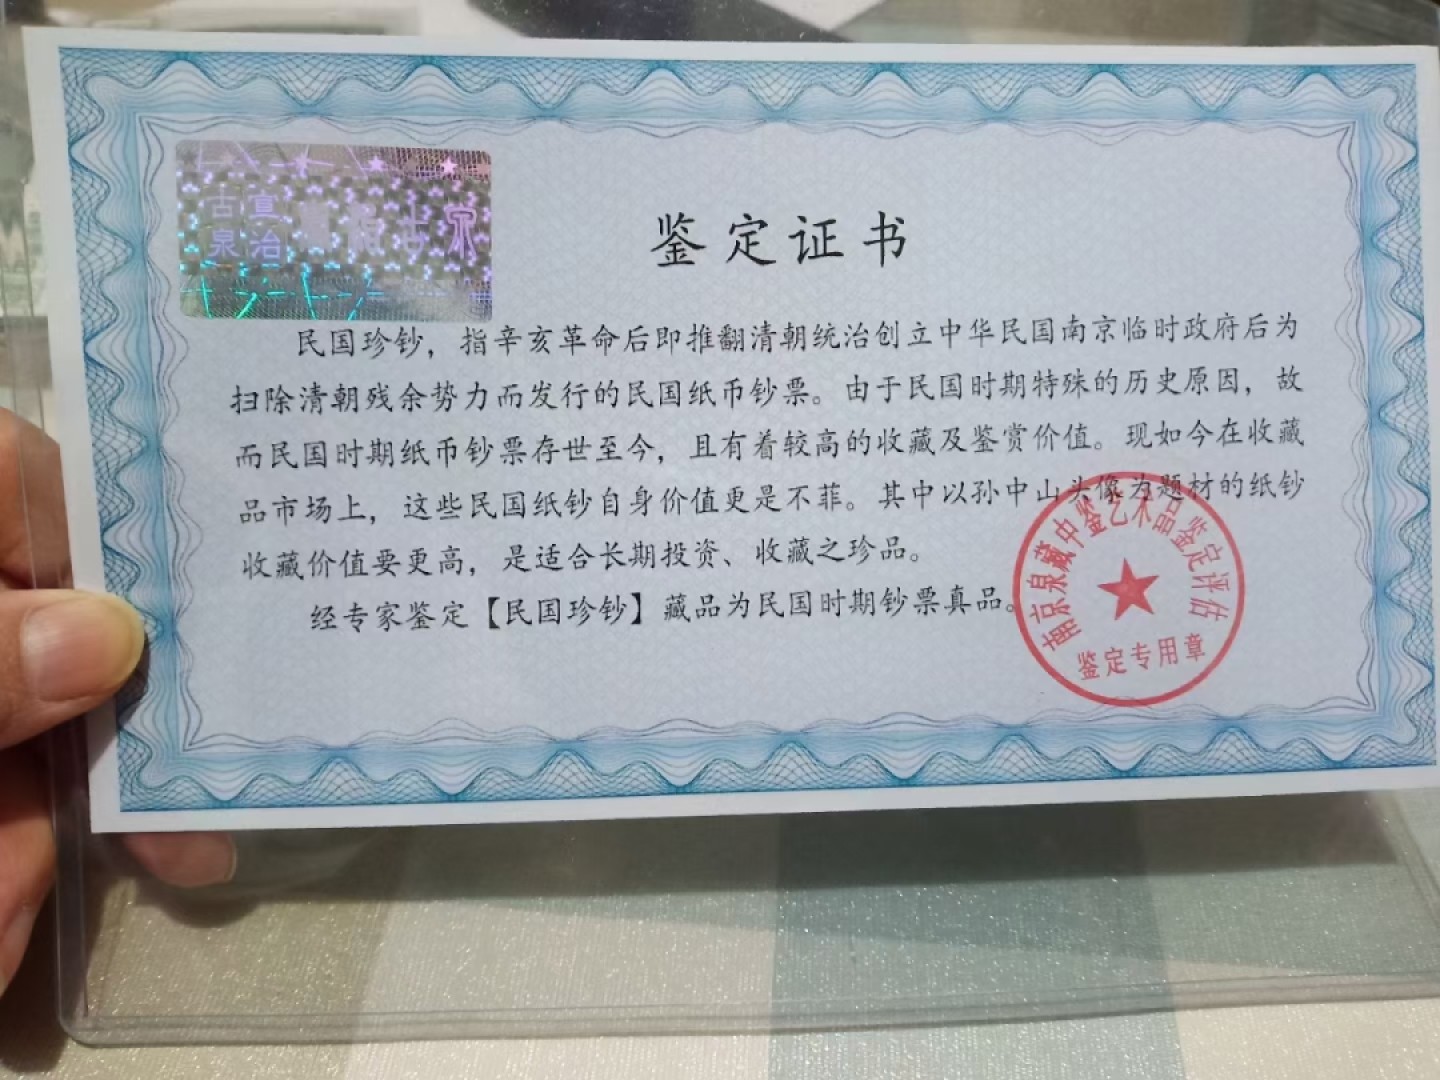 古宣
泉治
鉴定证书
民国珍钞，指辛亥革命后即推翻清朝统治创立中华民国南京临时政府后为
扫除清朝残余势力而发行的民国纸币钞票。由于民国时期特殊的历史原因，故
而民国时期纸币钞票存世至今，且有着较高的收藏及鉴赏价值。现如今在收藏
品市场上，这些民国纸钞自身价值更是不菲。其中以孙中山头像为题材的纸钞
收藏价值要更高，是适合长期投资、收藏之珍品。
经专家鉴定【民国珍钞】藏品为民国时期钞票真品。
南京泉藏中鉴艺术品鉴定评估
鉴定专用章